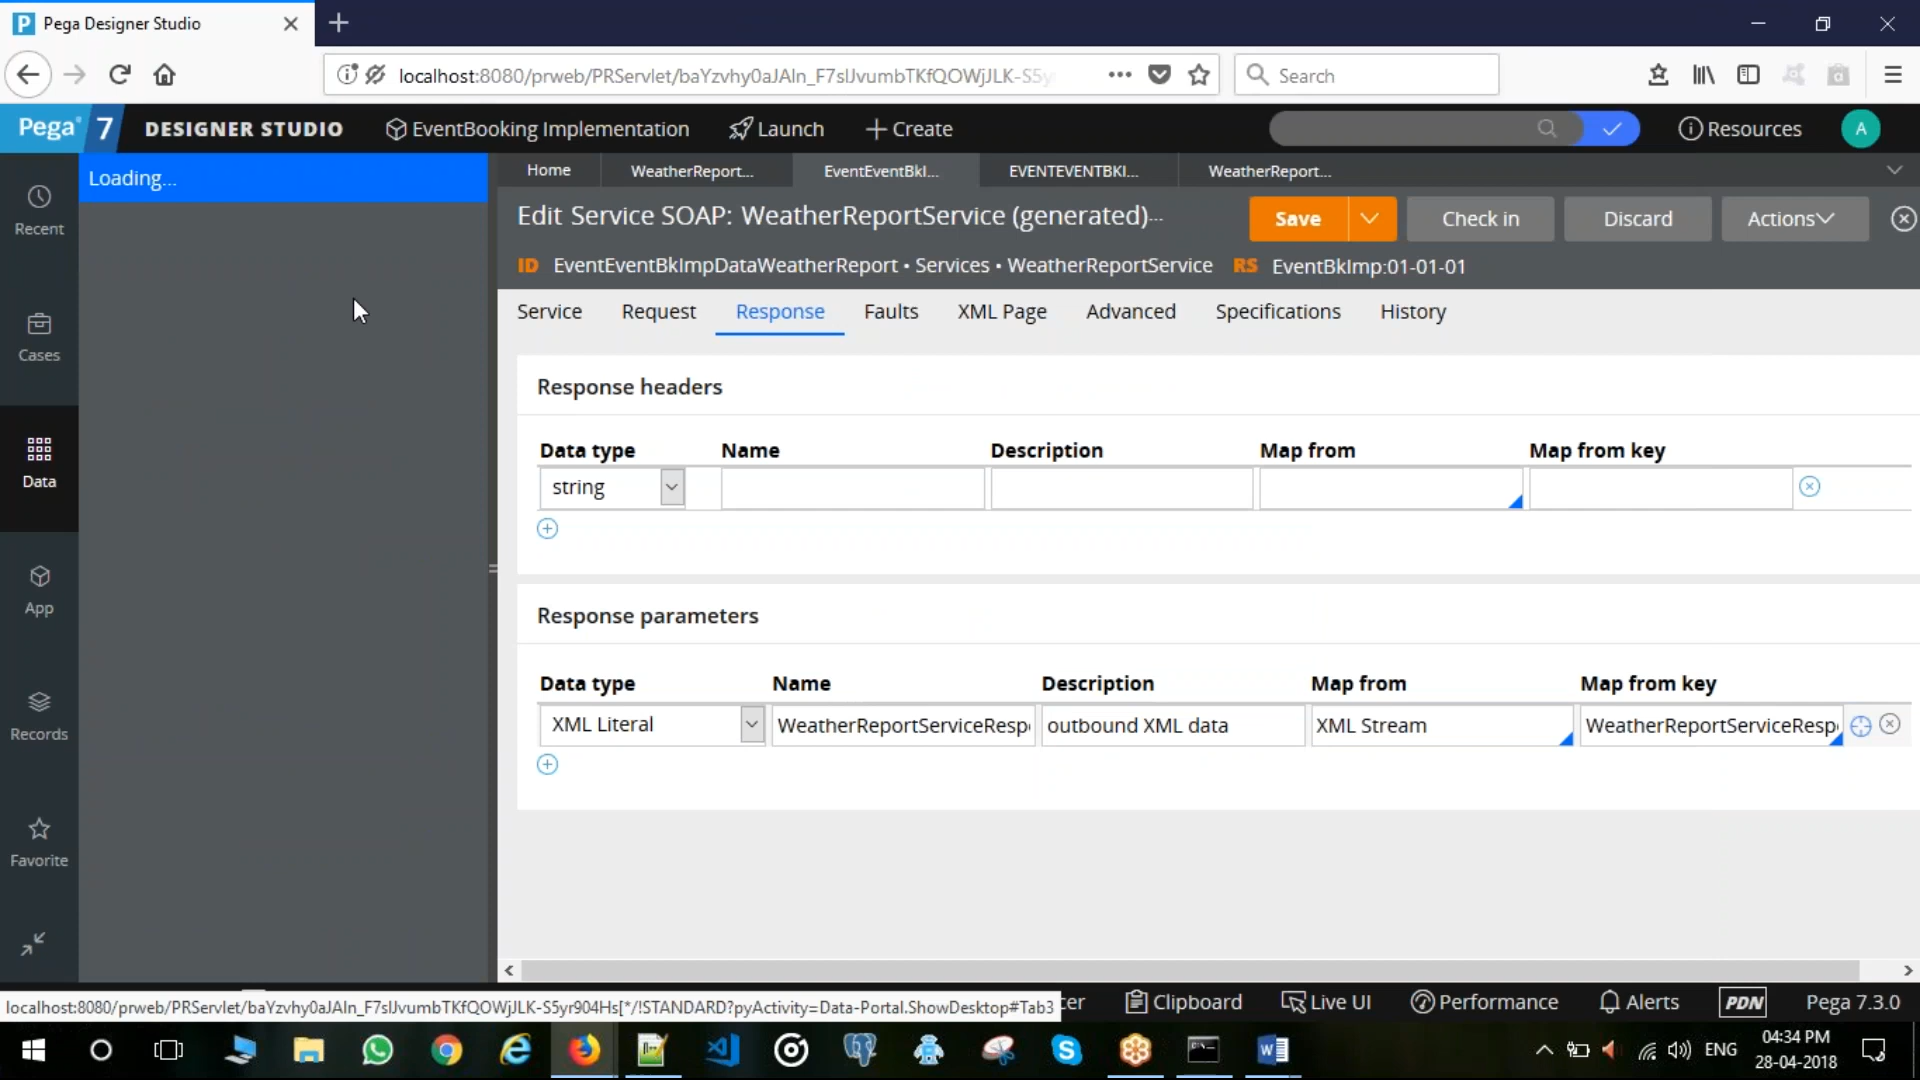 Pega Designer Studio
localhost:8080/prweb/PRServlet/baYzvhy0aJAln_F7slJvumbTKfQOWjJLK-S5y
Search
Pega 7 DESIGNER STUDIO EventBooking Implementation Launch Create Resources A
Loading...
Home WeatherReport... EventEventBkI... EVENTEVENTBKI... WeatherReport...
Edit Service SOAP: WeatherReportService (generated)...
Save Check in Discard Actions
ID EventEventBkImpDataWeatherReport • Services • WeatherReportService RS EventBkImp:01-01-01
Service Request Response Faults XML Page Advanced Specifications History
Recent
Cases
Data
App
Records
Favorite
Response headers
Data type Name Description Map from Map from key
string
Response parameters
Data type Name Description Map from Map from key
XML Literal WeatherReportServiceResp outbound XML data XML Stream WeatherReportServiceResp
localhost:8080/prweb/PRServlet/baYzvhy0aJAln_F7slJvumbTKfQOWjJLK-S5yr904Hs[*/!STANDARD?pyActivity=Data-Portal.ShowDesktop#Tab3
cer Clipboard Live UI Performance Alerts PDN Pega 7.3.0
ENG
04:34 PM
28-04-2018